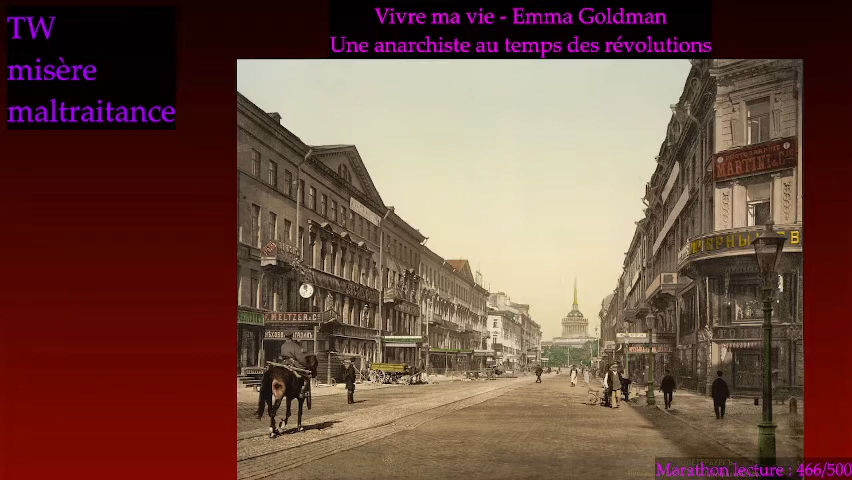 TW
misère
maltraitance
Vivre ma vie - Emma Goldman
Une anarchiste au temps des révolutions
MARTINI & C
MELTZER & C
Marathon lecture : 466/500